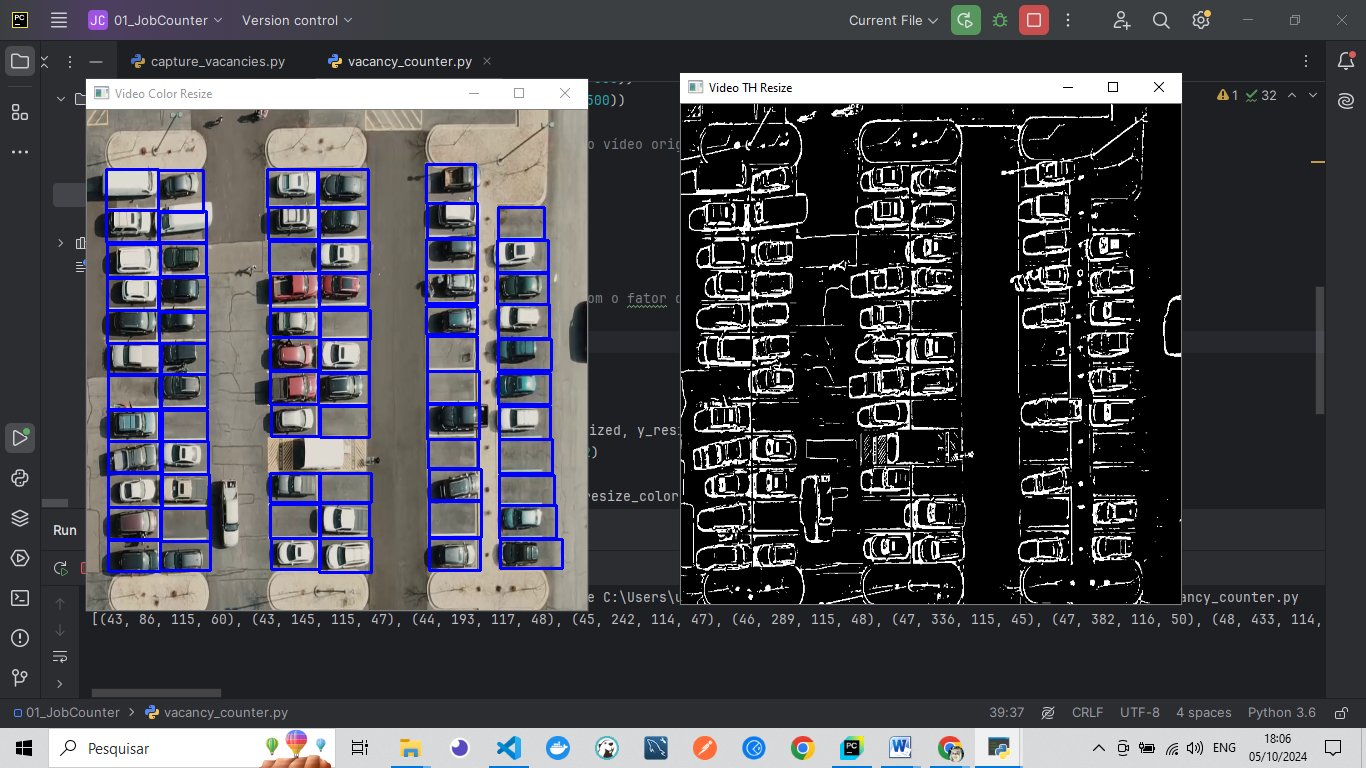 PC
JC 01_JobCounter
Version control
Current File
capture_vacancies.py
vacancy_counter.py
Video Color Resize
Video TH Resize
500))
1 32
o video orig
om o fator d
ized, y_resi
resize_color
Run
e C:\Users\u
cancy_counter.py
[(43, 86, 115, 60), (43, 145, 115, 47), (44, 193, 117, 48), (45, 242, 114, 47), (46, 289, 115, 48), (47, 336, 115, 45), (47, 382, 116, 50), (48, 433, 114,
01_JobCounter > vacancy_counter.py
39:37
CRLF
UTF-8
4 spaces
Python 3.6
Pesquisar
PC
W
ENG
18:06
05/10/2024